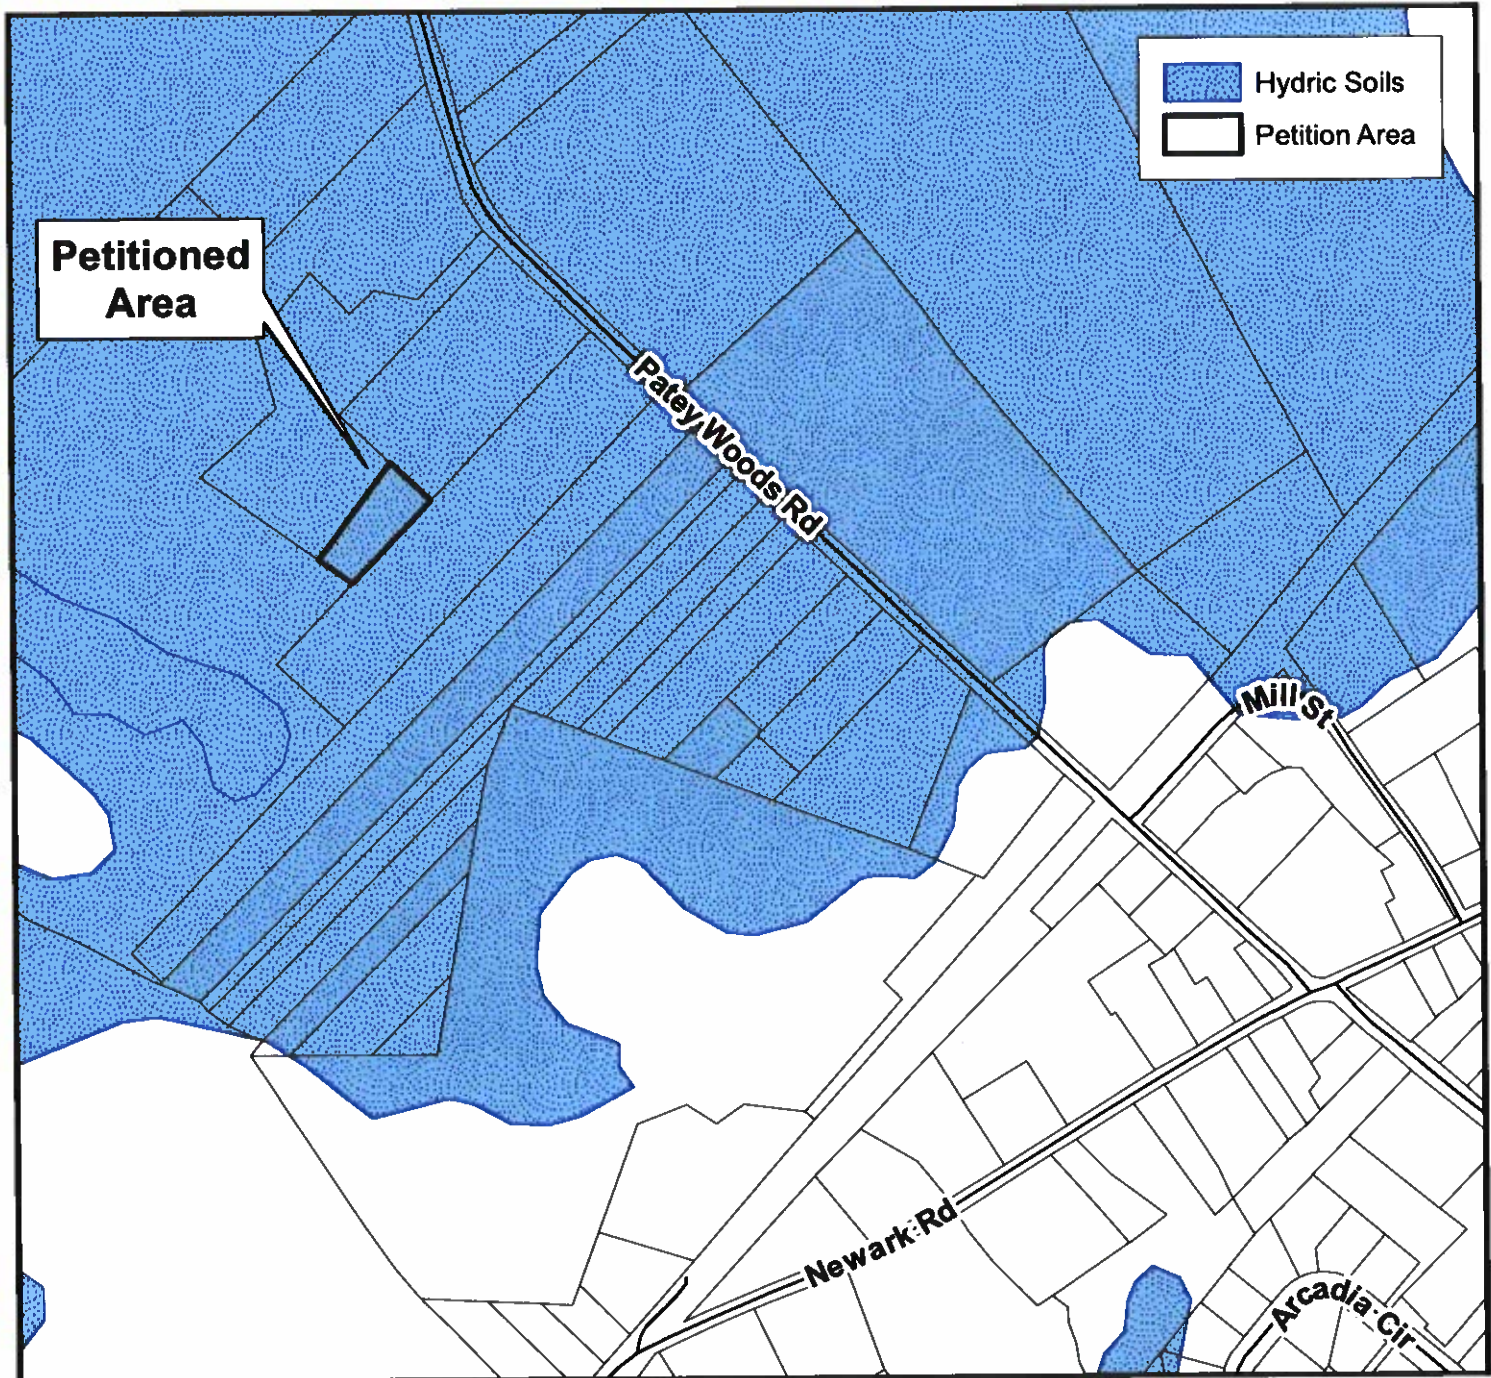 Hydric Soils
Petition Area
Petitioned
Area
Patey Woods Rd
Mill St
Newark Rd
Arcadia Cir